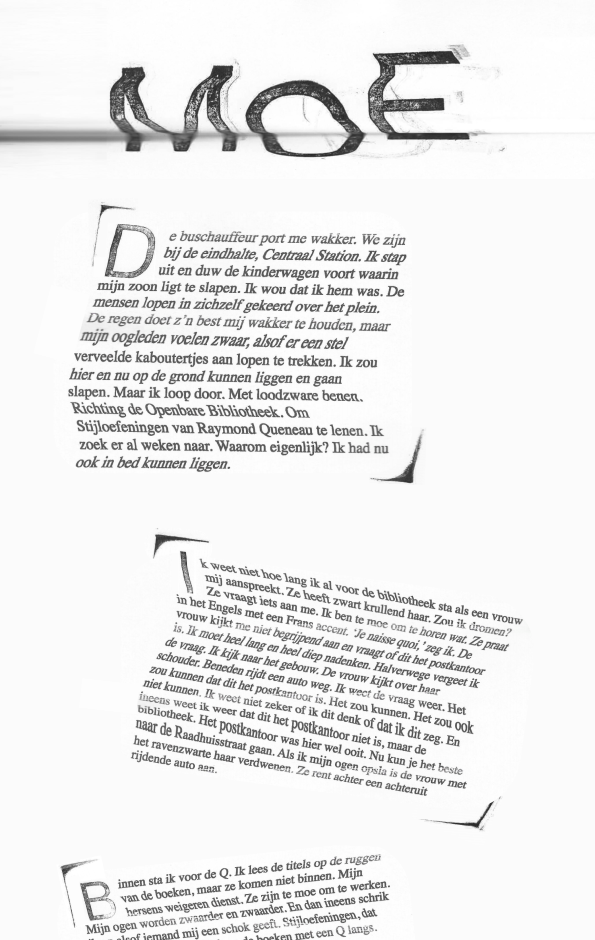 MOE
De buschauffeur port me wakker. We zijn
bij de eindhalte, Centraal Station. Ik stap
uit en duw de kinderwagen voort waarin
mijn zoon ligt te slapen. Ik wou dat ik hem was. De
mensen lopen in zichzelf gekeerd over het plein.
De regen doet z'n best mij wakker te houden, maar
mijn oogleden voelen zwaar, alsof er een stel
verveelde kaboutertjes aan lopen te trekken. Ik zou
hier en nu op de grond kunnen liggen en gaan
slapen. Maar ik loop door. Met loodzware benen.
Richting de Openbare Bibliotheek. Om
Stijloefeningen van Raymond Queneau te lenen. Ik
zoek er al weken naar. Waarom eigenlijk? Ik had nu
ook in bed kunnen liggen.
Ik weet niet hoe lang ik al voor de bibliotheek sta als een vrouw
mij aanspreekt. Ze heeft zwart krullend haar. Zou ik dromen?
Ze vraagt iets aan me. Ik ben te moe om te horen wat. Ze praat
in het Engels met een Frans accent. 'Je naisse quoi,' zeg ik. De
vrouw kijkt me niet begrijpend aan en vraagt of dit het postkantoor
is. Ik moet heel lang en heel diep nadenken. Halverwege vergeet ik
de vraag. Ik kijk naar het gebouw. De vrouw kijkt over haar
schouder. Beneden rijdt een auto weg. Ik weet de vraag weer. Het
zou kunnen dat dit het postkantoor is. Het zou kunnen. Het zou ook
niet kunnen. Ik weet niet zeker of ik dit denk of dat ik dit zeg. En
ineens weet ik weer dat dit het postkantoor niet is, maar de
bibliotheek. Het postkantoor was hier wel ooit. Nu kun je het beste
naar de Raadhuisstraat gaan. Als ik mijn ogen opsla is de vrouw met
het ravenzwarte haar verdwenen. Ze rent achter een achteruit
rijdende auto aan.
Binnen sta ik voor de Q. Ik lees de titels op de ruggen
van de boeken, maar ze komen niet binnen. Mijn
hersens weigeren dienst. Ze zijn te moe om te werken.
Mijn ogen worden zwaarder en zwaarder. En dan ineens schrik
alsof iemand mij een schok geeft. Stijloefeningen, dat
de boeken met een Q langs.